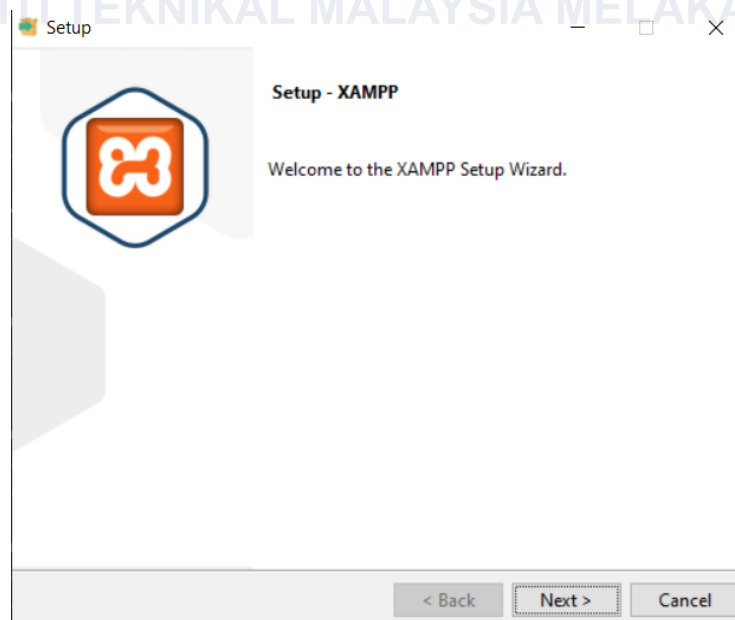 TEKNIKAL MALAYSIA MELAKA
Setup
Setup - XAMPP
Welcome to the XAMPP Setup Wizard.
< Back Next > Cancel